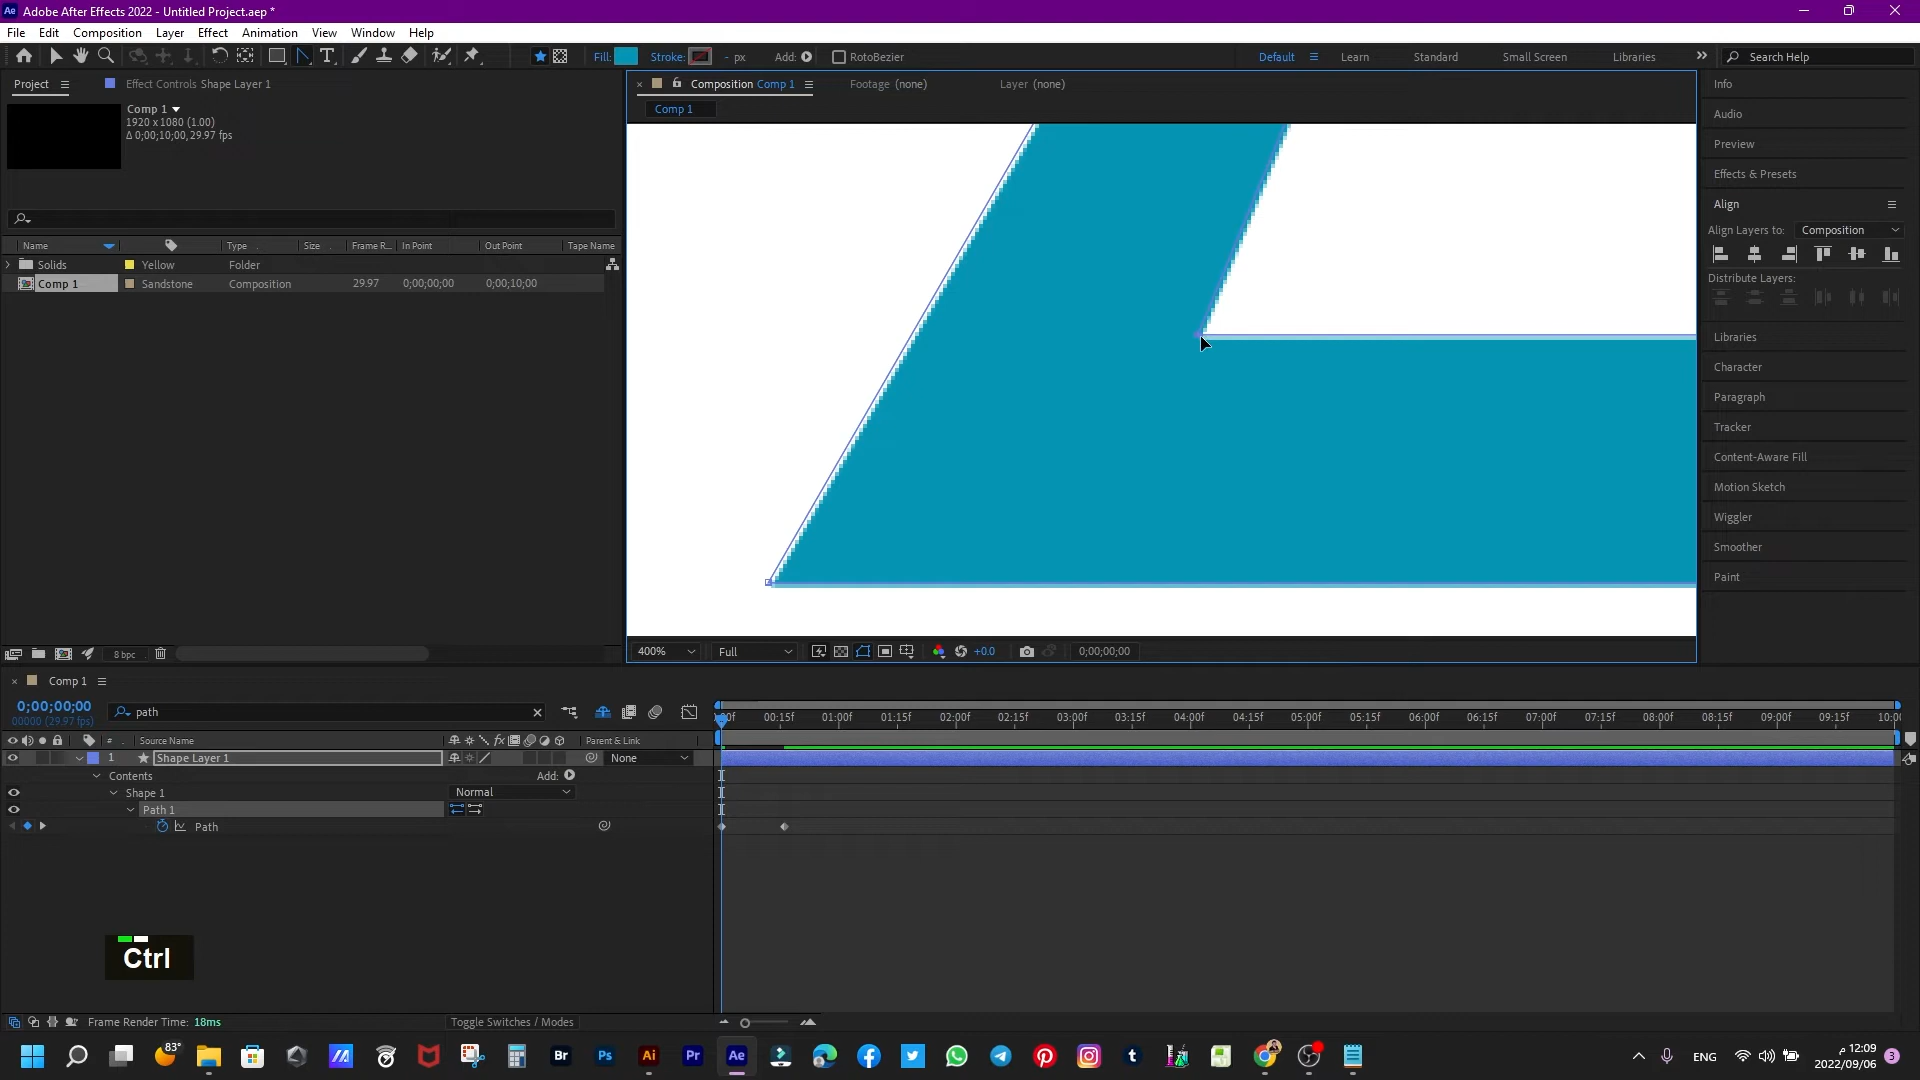 Adobe After Effects 2022 - Untitled Project.aep *
File Edit Composition Layer Effect Animation View Window Help
Fill: Stroke: - px Add: RotoBezier Default Learn Standard Small Screen Libraries Search Help
Project Effect Controls Shape Layer 1
Composition Comp 1 Footage (none) Layer (none)
Info
Comp 1
1920 x 1080 (1.00)
Δ 0;00;10;00, 29.97 fps
Comp 1
Audio
Preview
Effects & Presets
Align
Align Layers to: Composition
Distribute Layers:
Name Type Size Frame R... In Point Out Point Tape Name
Solids Yellow Folder
Comp 1 Sandstone Composition 29.97 0;00;00;00 0;00;10;00
Libraries
Character
Paragraph
Tracker
Content-Aware Fill
Motion Sketch
Wiggler
Smoother
Paint
8 bpc
400% Full +0.0 0;00;00;00
Comp 1
0;00;00;00
00000 (29.97 fps)
path
00f 00:15f 01:00f 01:15f 02:00f 02:15f 03:00f 03:15f 04:00f 04:15f 05:00f 05:15f 06:00f 06:15f 07:00f 07:15f 08:00f 08:15f 09:00f 09:15f 10:00
# Source Name Parent & Link
1 Shape Layer 1 None
Contents Add:
Shape 1 Normal
Path 1
Path
Ctrl
Frame Render Time: 18ms Toggle Switches / Modes
83°
Br Ps Ai Pr Ae
ENG
12:09 م
2022/09/06
3